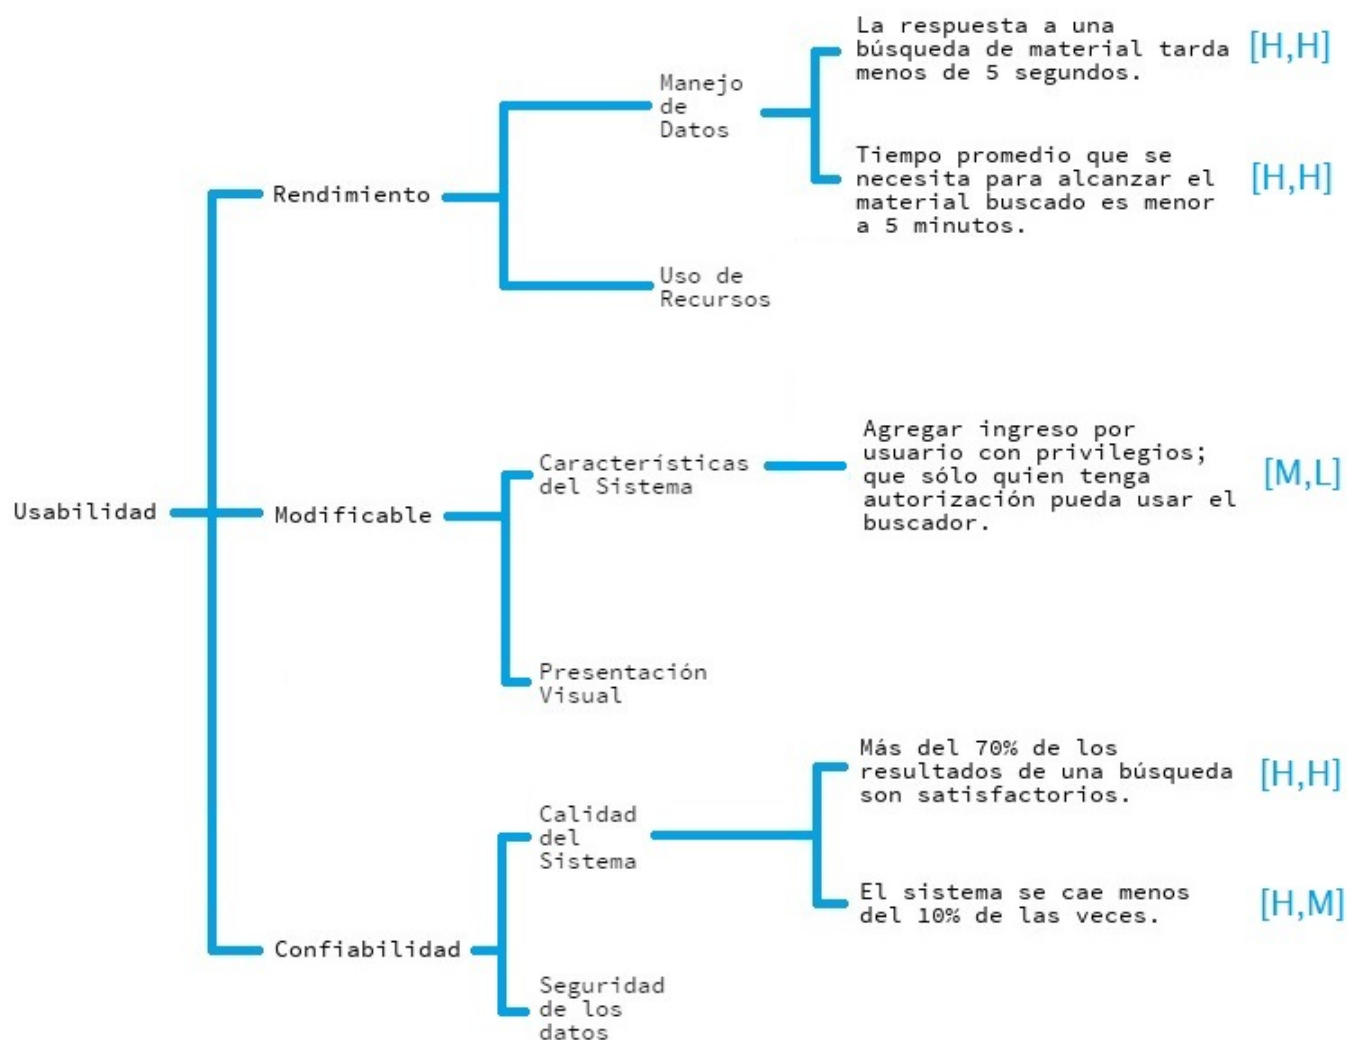 La respuesta a una
búsqueda de material tarda
menos de 5 segundos.
[H,H]
Manejo
de
Datos
Tiempo promedio que se
necesita para alcanzar el
material buscado es menor
a 5 minutos.
[H,H]
Rendimiento
Uso de
Recursos
Agregar ingreso por
usuario con privilegios;
que sólo quien tenga
autorización pueda usar el
buscador.
[M,L]
Características
del Sistema
Usabilidad
Modificable
Presentación
Visual
Más del 70% de los
resultados de una búsqueda
son satisfactorios.
[H,H]
Calidad
del
Sistema
El sistema se cae menos
del 10% de las veces.
[H,M]
Confiabilidad
Seguridad
de los
datos